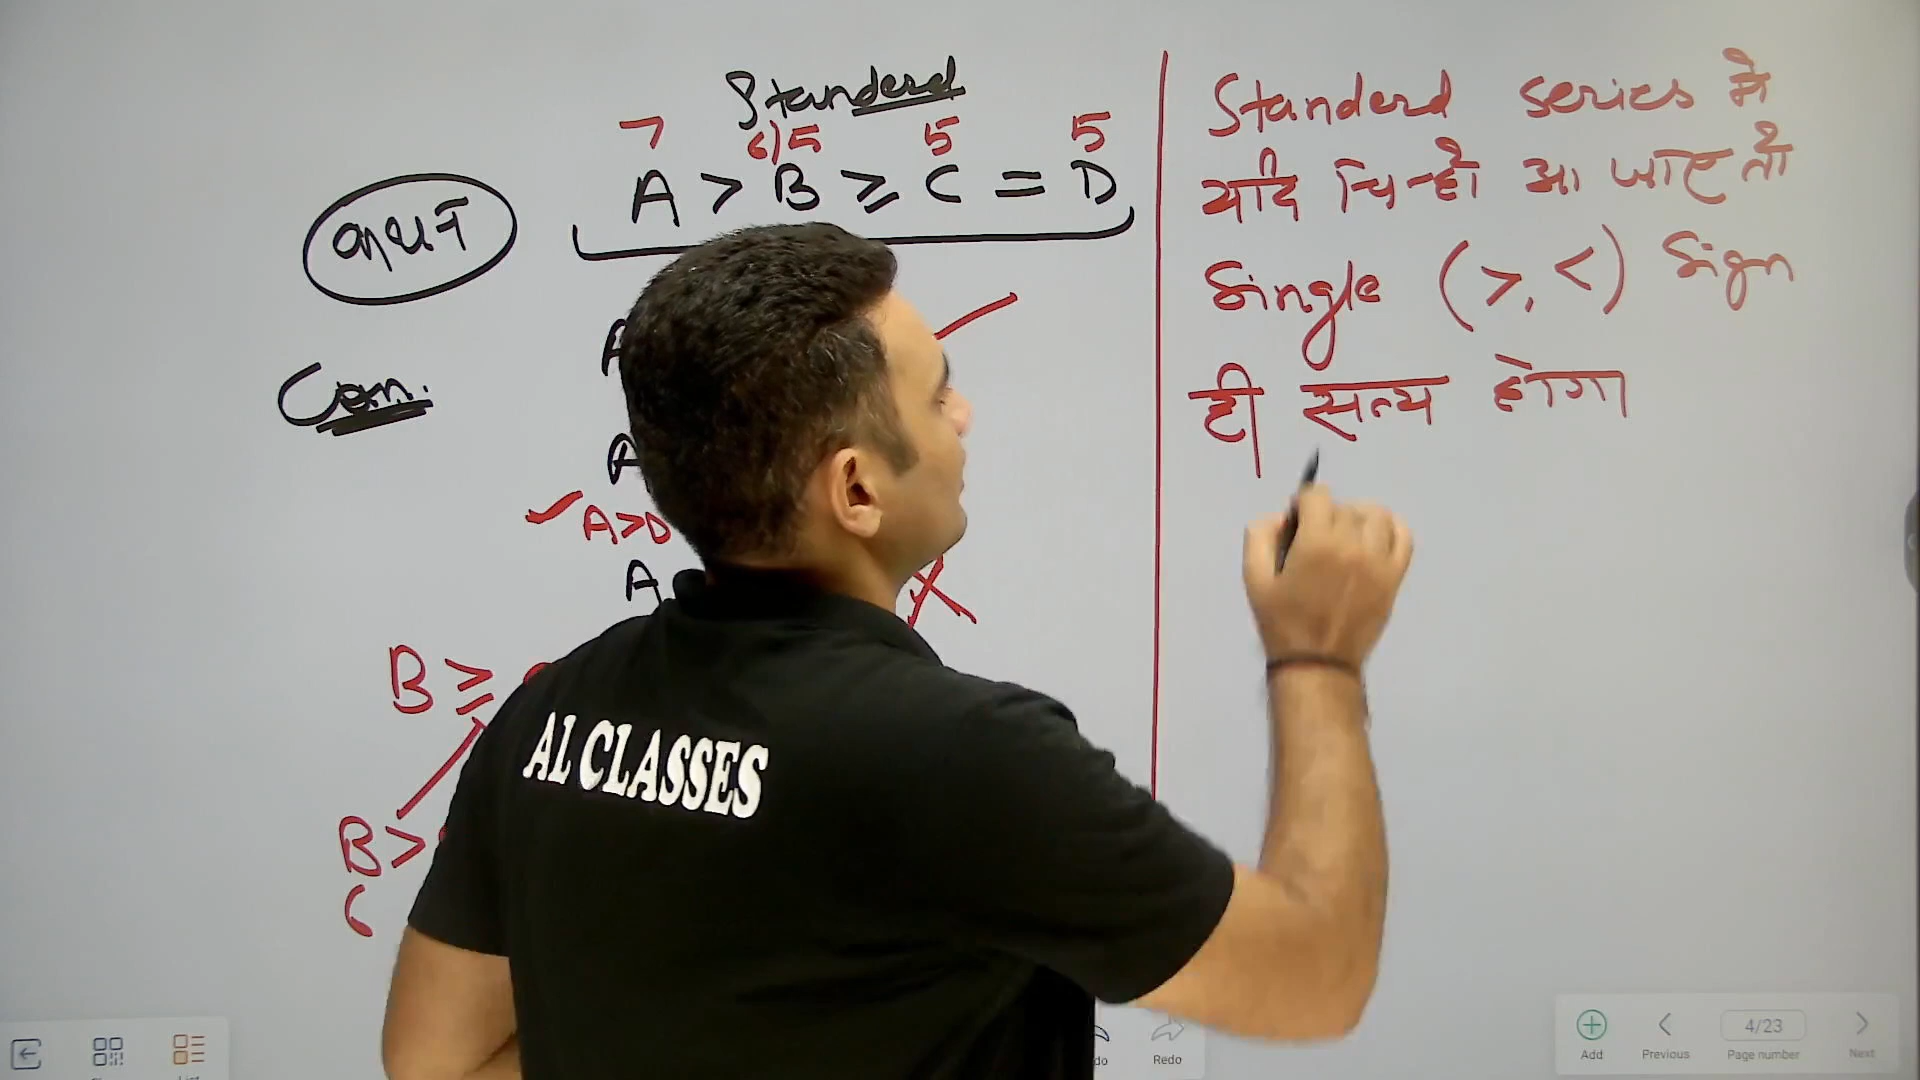 Standerd
7 6/5 5 5
A > B ≥ C = D
कथन
Con.
A
A
✓ A>D
A
B ≥
B >
C
Standerd series मे
यदि चिन्हो आ जाए तो
Single (>, <) Sign
ही सत्य होगा
AL CLASSES
Redo
Add Previous 4/23 Page number Next